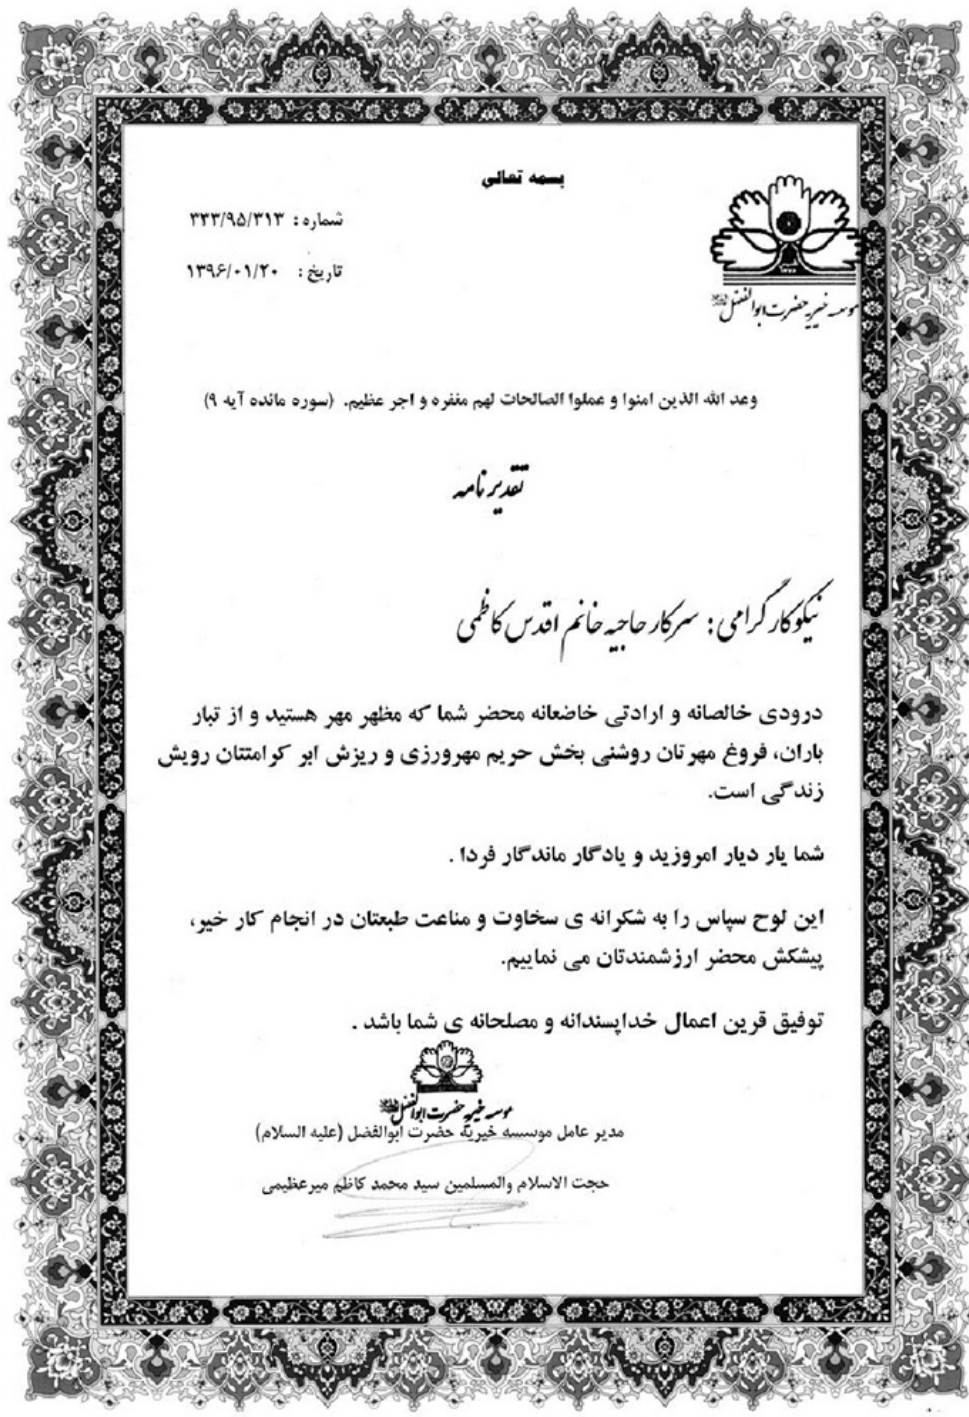 بسمه تعالی
شماره : ۳۳۳/۹۵/۳۱۳
تاریخ : ۱۳۹۶/۰۱/۲۰
موسسه خیریه حضرت ابوالفضل
وعد الله الذین امنوا و عملوا الصالحات لهم مغفره و اجر عظیم. (سوره مائده آیه ۹)
تقدیر نامه
نیکوکار گرامی : سرکار حاجیه خانم اقدس کاظمی
درودی خالصانه و ارادتی خاضعانه محضر شما که مظهر مهر هستید و از تبار
باران، فروغ مهرتان روشنی بخش حریم مهرورزی و ریزش ابر کرامتتان رویش
زندگی است.
شما یار دیار امروزید و یادگار ماندگار فردا .
این لوح سپاس را به شکرانه ی سخاوت و مناعت طبعتان در انجام کار خیر،
پیشکش محضر ارزشمندتان می نماییم.
توفیق قرین اعمال خداپسندانه و مصلحانه ی شما باشد .
موسسه خیریه حضرت ابوالفضل
مدیر عامل موسسه خیریه حضرت ابوالفضل (علیه السلام)
حجت الاسلام والمسلمین سید محمد کاظم میرعظیمی